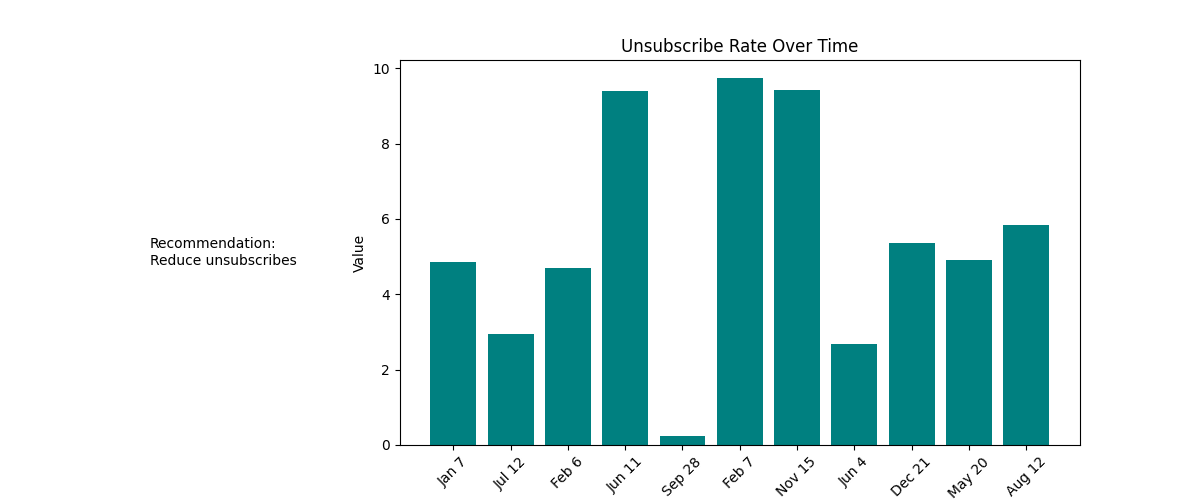 Unsubscribe Rate Over Time
10
8
6
4
2
0
Value
Recommendation:
Reduce unsubscribes
Jan 7
Jul 12
Feb 6
Jun 11
Sep 28
Feb 7
Nov 15
Jun 4
Dec 21
May 20
Aug 12